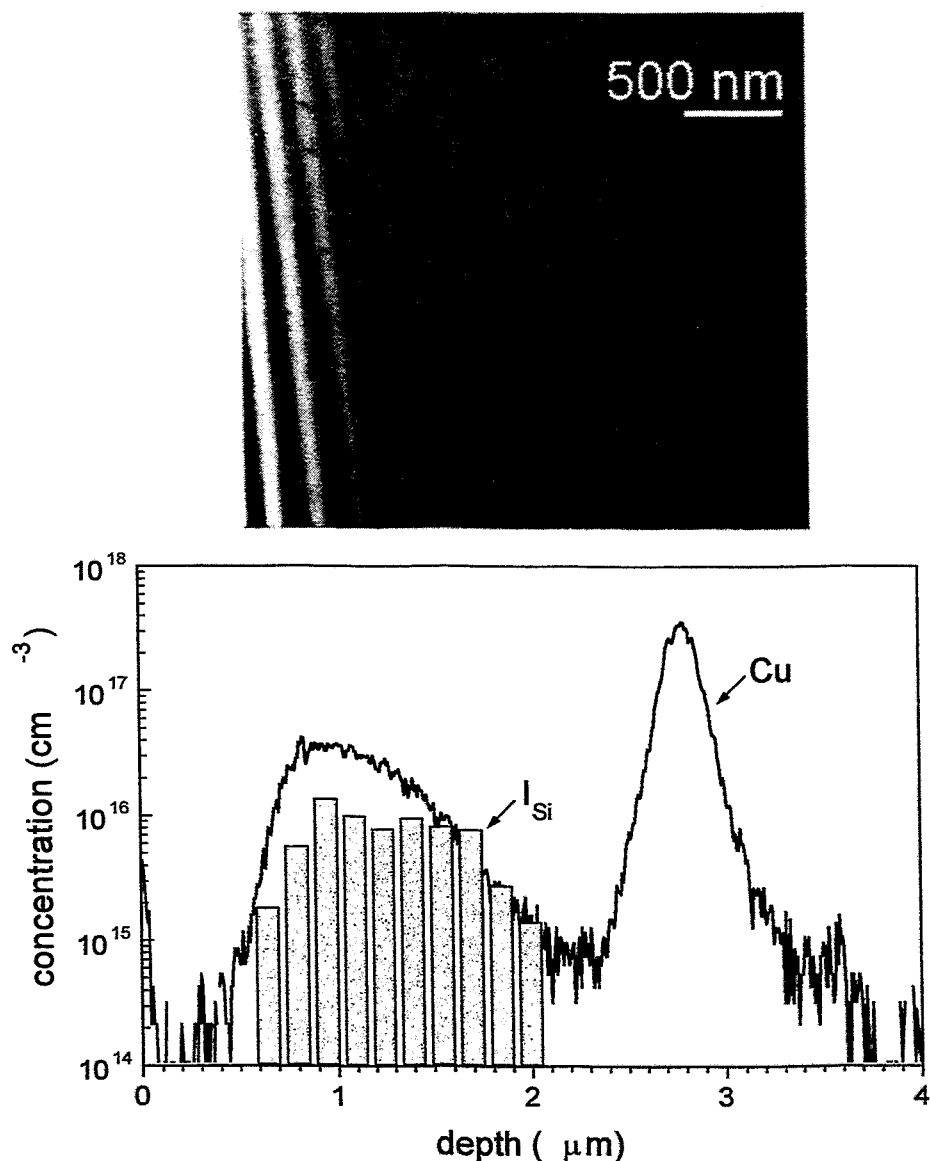 500 nm
10^18
10^17
10^16
10^15
10^14
concentration (cm -3)
Cu
I_Si
0 1 2 3 4
depth ( μm)